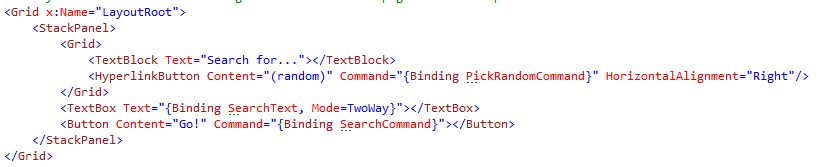 <Grid x:Name="LayoutRoot">
<StackPanel>
<Grid>
<TextBlock Text="Search for..."></TextBlock>
<HyperlinkButton Content="(random)" Command="{Binding PickRandomCommand}" HorizontalAlignment="Right"/>
</Grid>
<TextBox Text="{Binding SearchText, Mode=TwoWay}"></TextBox>
<Button Content="Go!" Command="{Binding SearchCommand}"></Button>
</StackPanel>
</Grid>